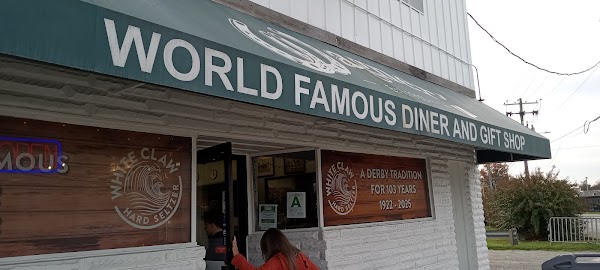 WORLD FAMOUS DINER AND GIFT SHOP
OPEN
MOUS
WHITE CLAW
HARD SELTZER
A
WHITE CLAW
HARD SELTZER
A DERBY TRADITION
FOR 103 YEARS
1922 - 2025